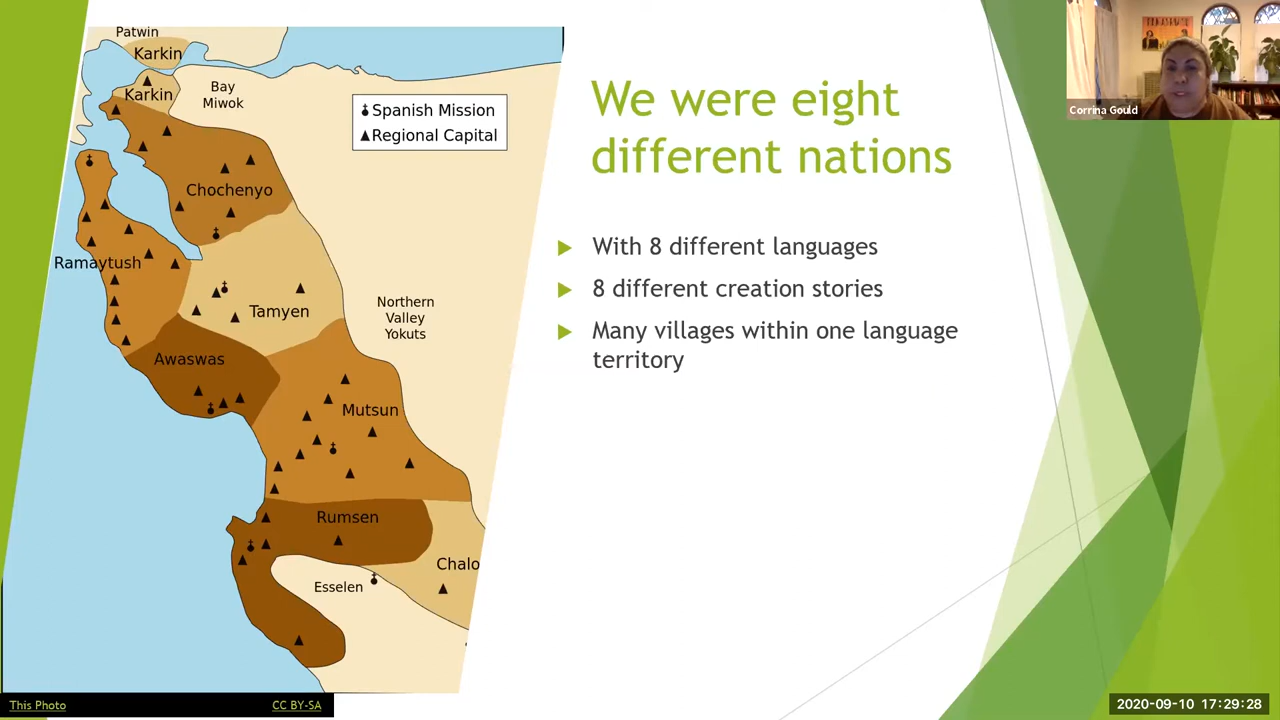 Patwin
Karkin
Karkin
Bay
Miwok
Spanish Mission
Regional Capital
Chochenyo
Ramaytush
Tamyen
Northern
Valley
Yokuts
Awaswas
Mutsun
Rumsen
Chalo
Esselen
We were eight
different nations
With 8 different languages
8 different creation stories
Many villages within one language
territory
Corrina Gould
This Photo
CC BY-SA
2020-09-10 17:29:28